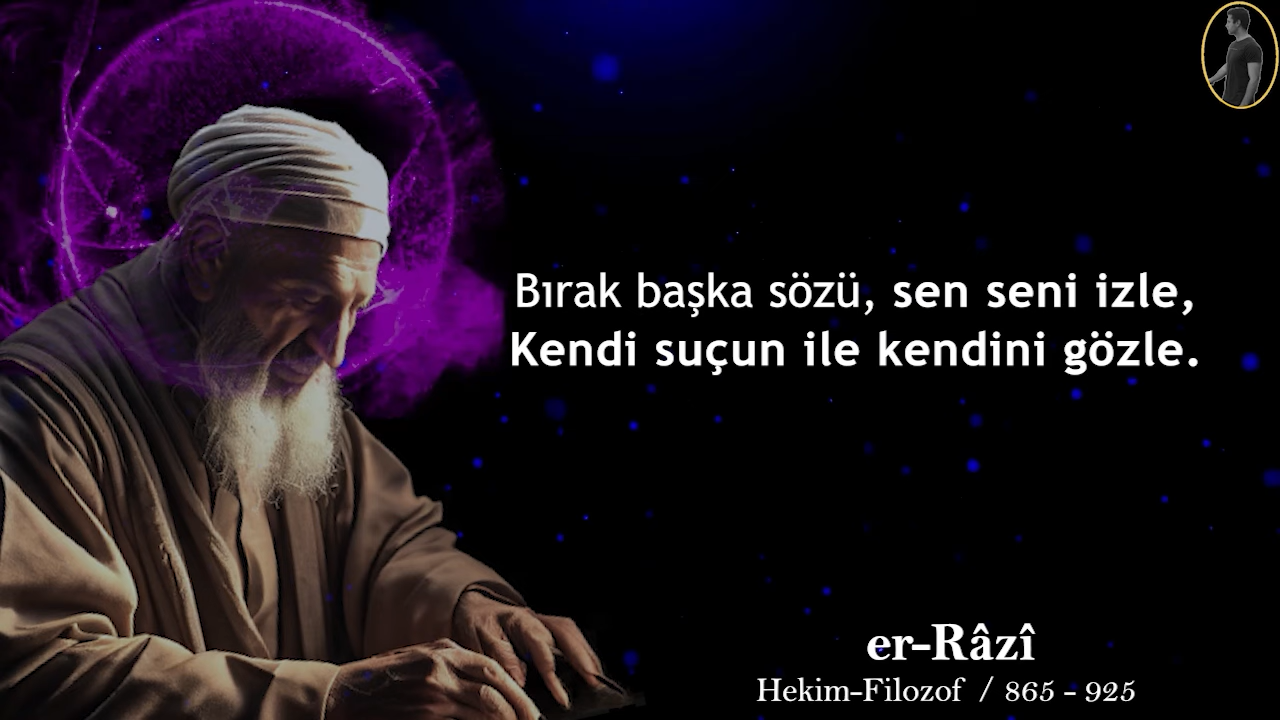 Bırak başka sözü, sen seni izle,
Kendi suçun ile kendini gözle.
er-Râzî
Hekim-Filozof / 865 - 925